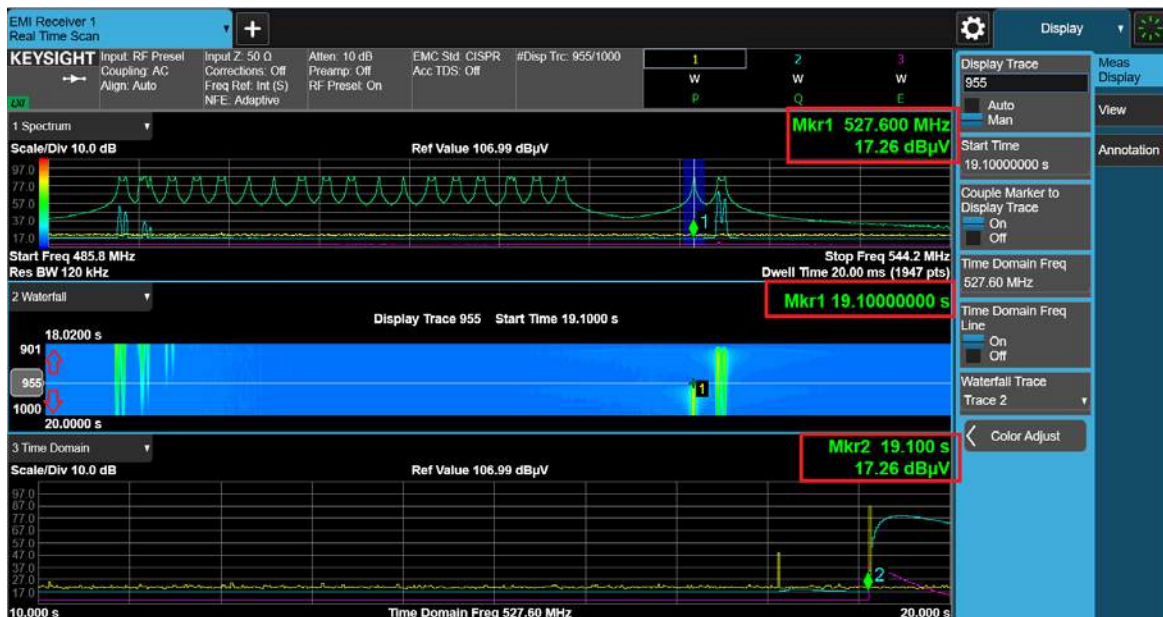 EMI Receiver 1
Real Time Scan
+
Display
KEYSIGHT
Input: RF Presel
Coupling: AC
Align: Auto
Input Z: 50 Ω
Corrections: Off
Freq Ref: Int (S)
NFE: Adaptive
Atten: 10 dB
Preamp: Off
RF Preset: On
EMC Std: CISPR
Acc TDS: Off
#Disp Trc: 955/1000
1 2 3
W W W
P Q E
LXI
1 Spectrum
Scale/Div 10.0 dB
Ref Value 106.99 dBµV
Mkr1 527.600 MHz
17.26 dBµV
97.0
77.0
57.0
37.0
17.0
1
Start Freq 485.8 MHz
Res BW 120 kHz
Stop Freq 544.2 MHz
Dwell Time 20.00 ms (1947 pts)
2 Waterfall
Mkr1 19.10000000 s
Display Trace 955 Start Time 19.1000 s
18.0200 s
901
955
1000
1
20.0000 s
3 Time Domain
Scale/Div 10.0 dB
Ref Value 106.99 dBµV
Mkr2 19.100 s
17.26 dBµV
97.0
87.0
77.0
67.0
57.0
47.0
37.0
27.0
17.0
2
10.000 s
Time Domain Freq 527.60 MHz
20.000 s
Display Trace
955
Auto
Man
Start Time
19.10000000 s
Couple Marker to
Display Trace
On
Off
Time Domain Freq
527.60 MHz
Time Domain Freq
Line
On
Off
Waterfall Trace
Trace 2
Color Adjust
Meas
Display
View
Annotation